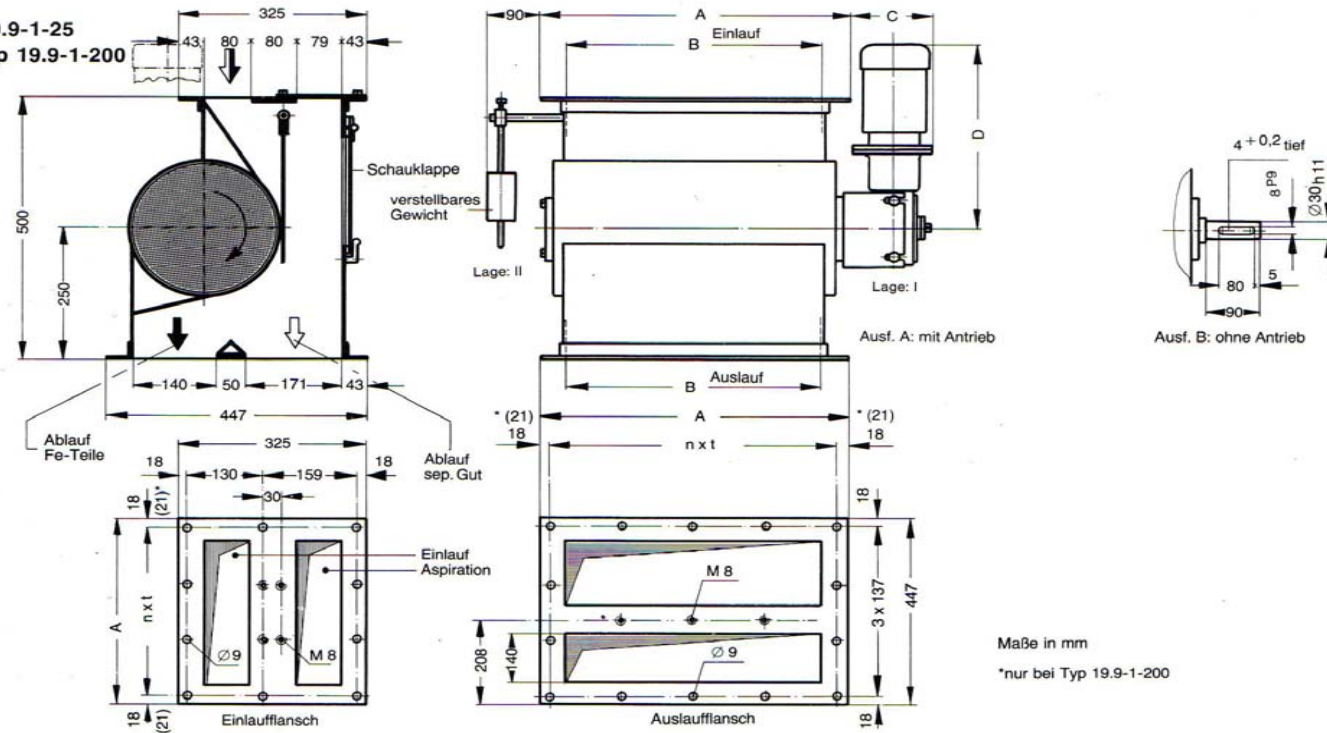 9.9-1-25
p 19.9-1-200
325
43 80 80 79 43
500
250
Schauklappe
140 50 171 43
447
Ablauf
Fe-Teile
Ablauf
sep. Gut
90 A C
Einlauf
B
D
verstellbares
Gewicht
Lage: II
Lage: I
Ausf. A: mit Antrieb
B Auslauf
4 +0,2 tief
8 P9
Ø30 h11
80 5
90
Ausf. B: ohne Antrieb
325
18 130 159 18
30
18
(21)*
A
n x t
Einlauf
Aspiration
Ø 9
M 8
18
(21)
Einlaufflansch
* (21) A * (21)
18 n x t 18
18
M 8
*
208
140
Ø 9
3 x 137
447
18
Auslaufflansch
Maße in mm
*nur bei Typ 19.9-1-200